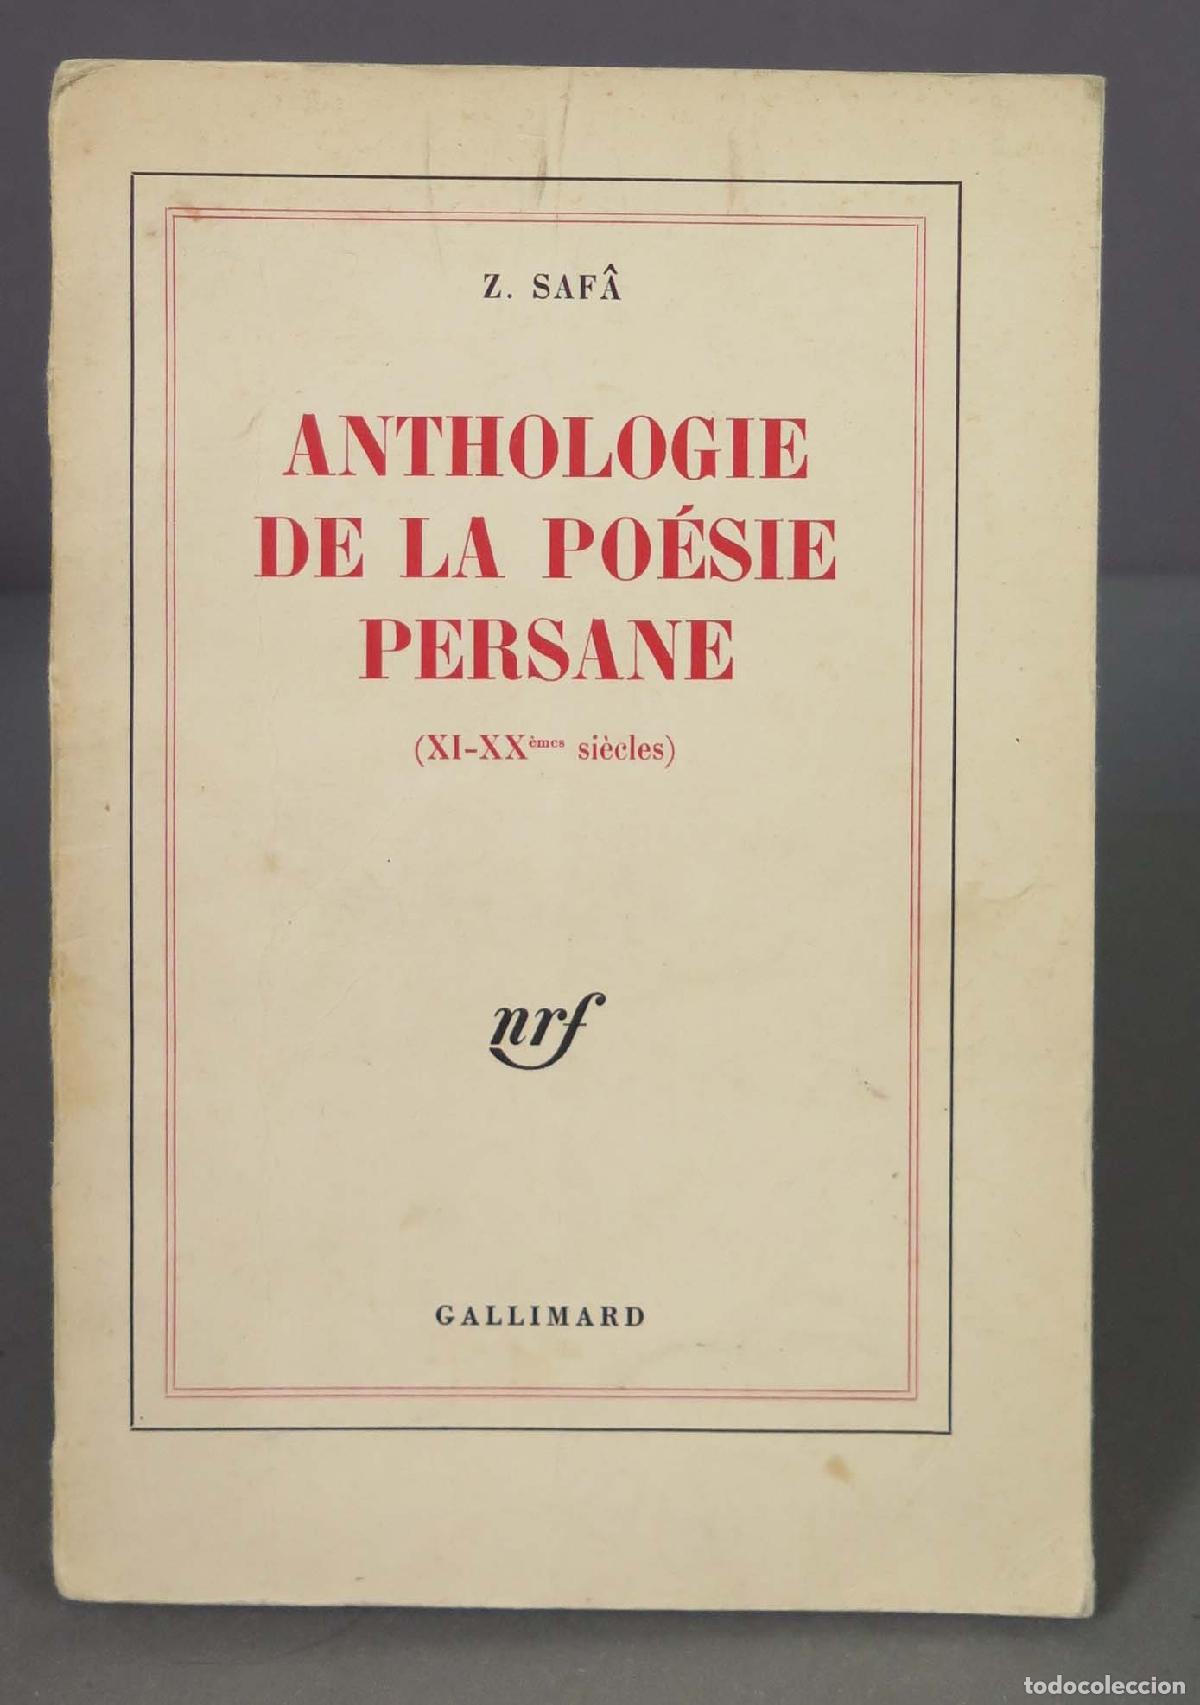 Z. SAFÂ
ANTHOLOGIE
DE LA POÉSIE
PERSANE
(XI-XXèmes siècles)
nrf
GALLIMARD
todocoleccion